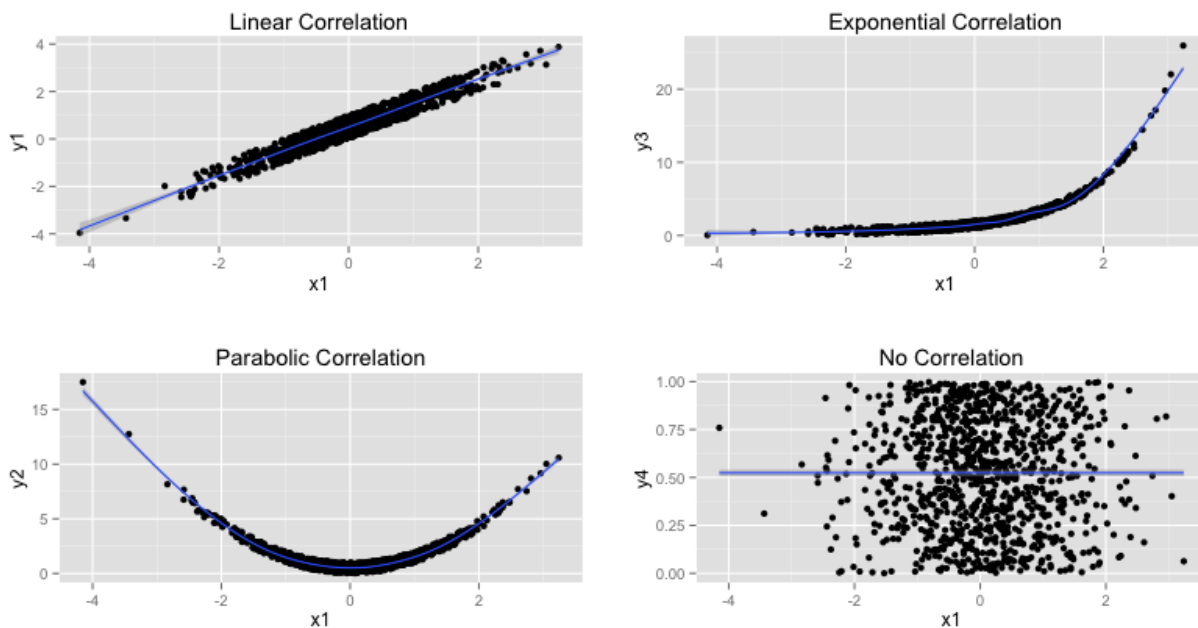 Linear Correlation
4
2
0
-2
-4
y1
-4
-2
0
2
x1
Exponential Correlation
20
10
0
y3
-4
-2
0
2
x1
Parabolic Correlation
15
10
5
0
y2
-4
-2
0
2
x1
No Correlation
1.00
0.75
0.50
0.25
0.00
y4
-4
-2
0
2
x1